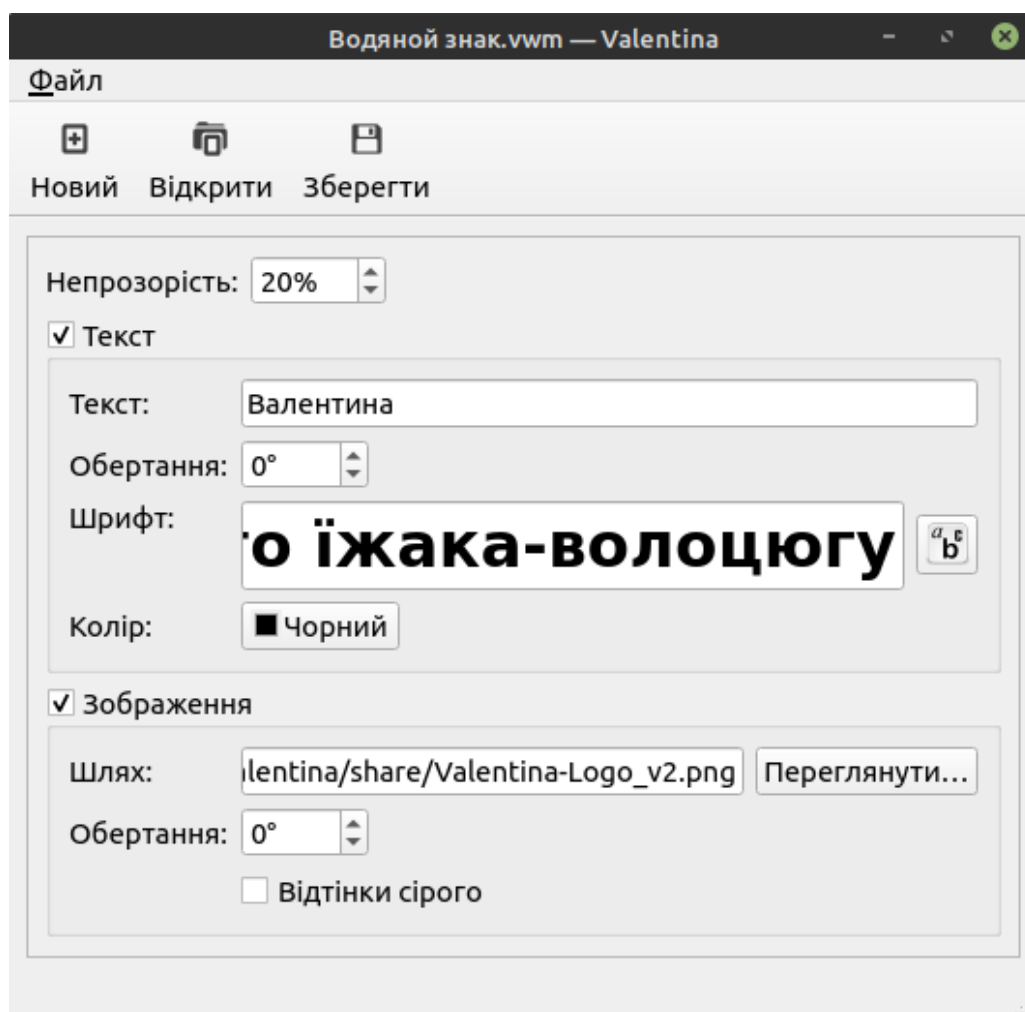 Водяной знак.vwm — Valentina
Файл
Новий Відкрити Зберегти
Непрозорість: 20%
Текст
Текст: Валентина
Обертання: 0°
Шрифт: їжака-волоцюгу
Колір: Чорний
Зображення
Шлях: lentina/share/Valentina-Logo_v2.png Переглянути...
Обертання: 0°
Відтінки сірого